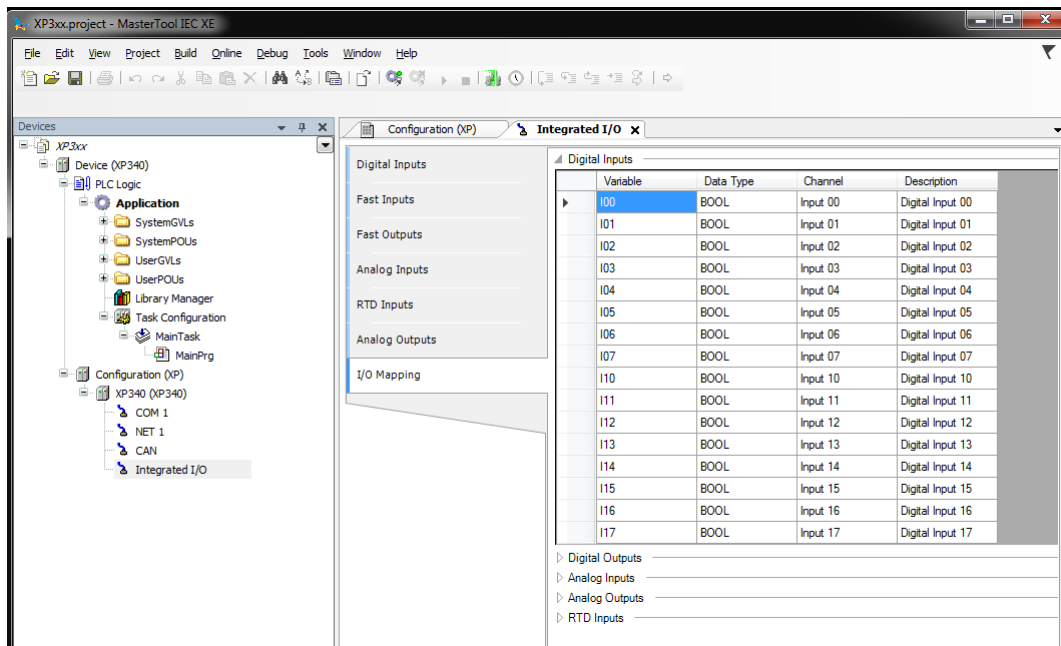 XP3xx.project - MasterTool IEC XE
File Edit View Project Build Online Debug Tools Window Help
Devices
XP3xx
Device (XP340)
PLC Logic
Application
SystemGVLs
SystemPOUs
UserGVLs
UserPOUs
Library Manager
Task Configuration
MainTask
MainPrg
Configuration (XP)
XP340 (XP340)
COM 1
NET 1
CAN
Integrated I/O
Configuration (XP) Integrated I/O
Digital Inputs
Fast Inputs
Fast Outputs
Analog Inputs
RTD Inputs
Analog Outputs
I/O Mapping
Digital Inputs
Variable Data Type Channel Description
I00 BOOL Input 00 Digital Input 00
I01 BOOL Input 01 Digital Input 01
I02 BOOL Input 02 Digital Input 02
I03 BOOL Input 03 Digital Input 03
I04 BOOL Input 04 Digital Input 04
I05 BOOL Input 05 Digital Input 05
I06 BOOL Input 06 Digital Input 06
I07 BOOL Input 07 Digital Input 07
I10 BOOL Input 10 Digital Input 10
I11 BOOL Input 11 Digital Input 11
I12 BOOL Input 12 Digital Input 12
I13 BOOL Input 13 Digital Input 13
I14 BOOL Input 14 Digital Input 14
I15 BOOL Input 15 Digital Input 15
I16 BOOL Input 16 Digital Input 16
I17 BOOL Input 17 Digital Input 17
Digital Outputs
Analog Inputs
Analog Outputs
RTD Inputs